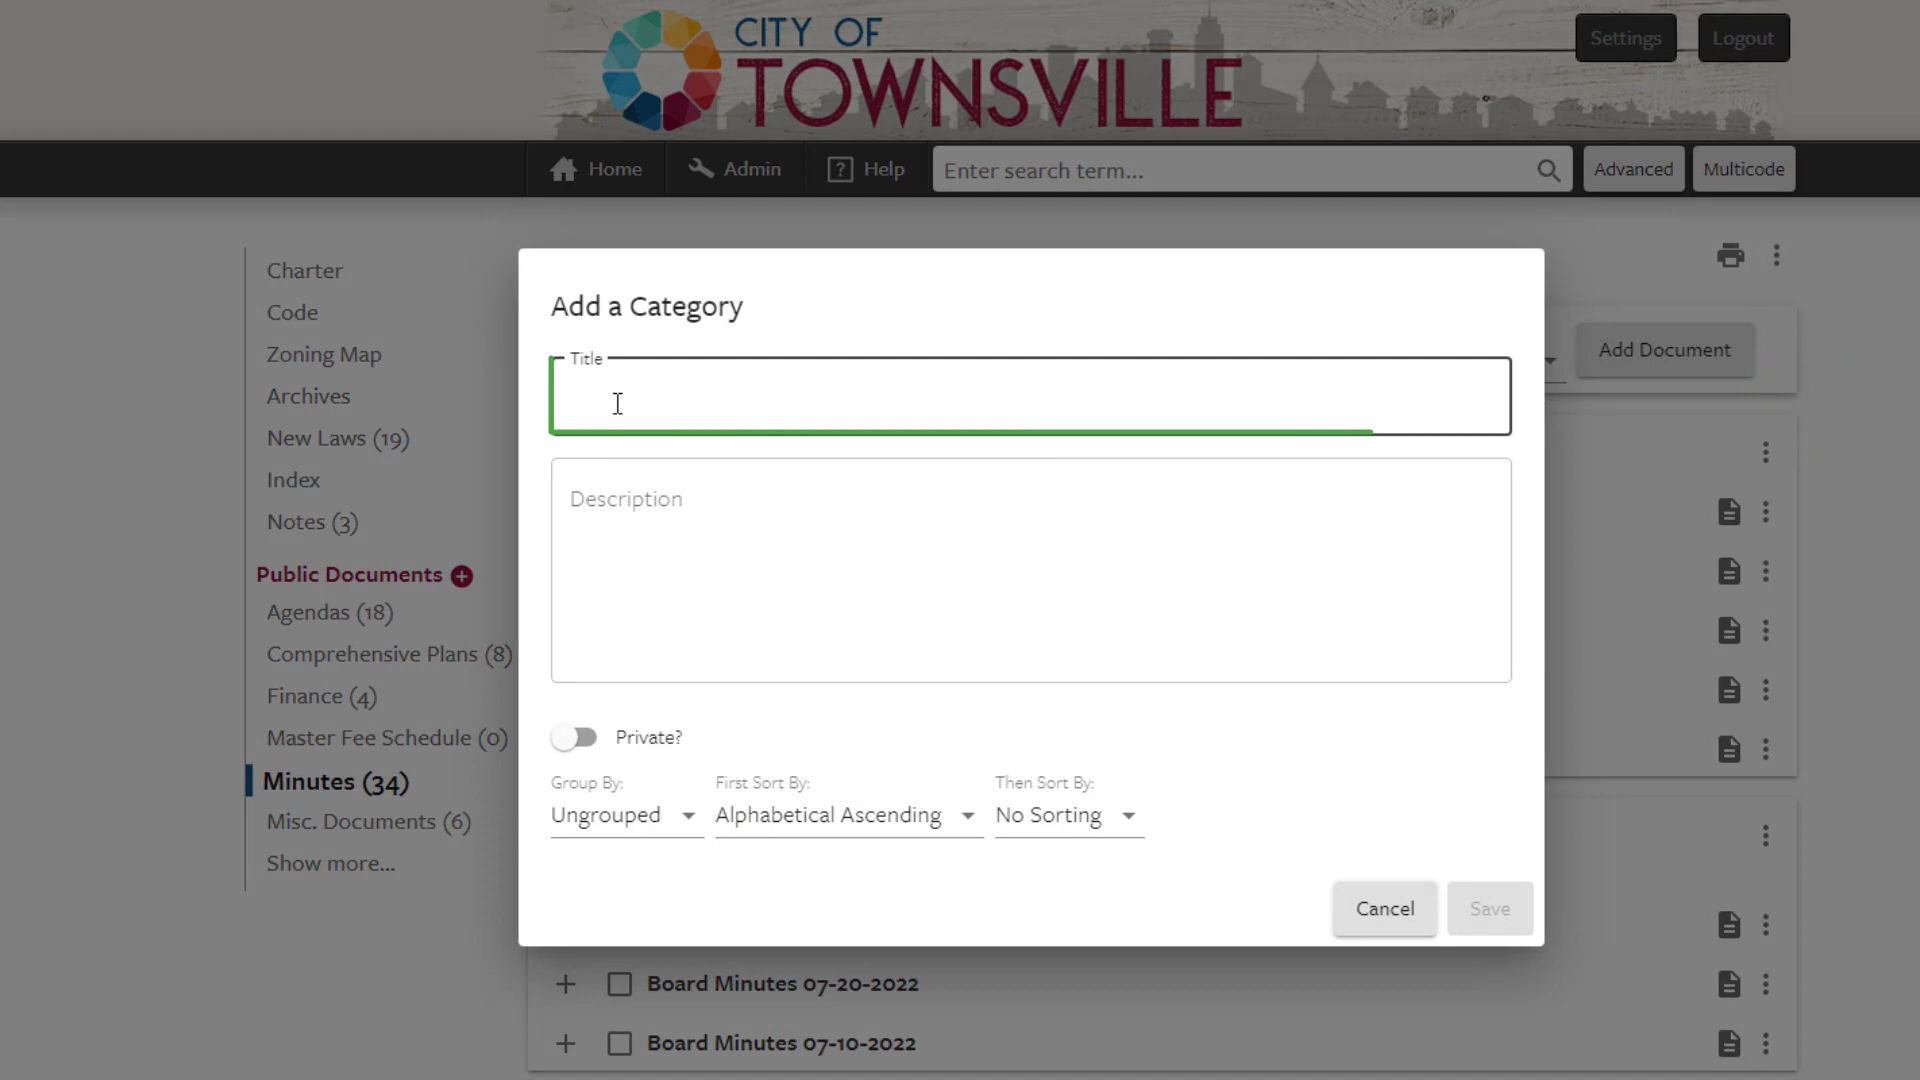 CITY OF
TOWNSVILLE
Settings
Logout
Home
Admin
? Help
Enter search term...
Advanced
Multicode
Charter
Code
Zoning Map
Archives
New Laws (19)
Index
Notes (3)
Public Documents
Agendas (18)
Comprehensive Plans (8)
Finance (4)
Master Fee Schedule (0)
Minutes (34)
Misc. Documents (6)
Show more...
Add Document
Add a Category
Title
Description
Private?
Group By:
Ungrouped
First Sort By:
Alphabetical Ascending
Then Sort By:
No Sorting
Cancel
Save
Board Minutes 07-20-2022
Board Minutes 07-10-2022